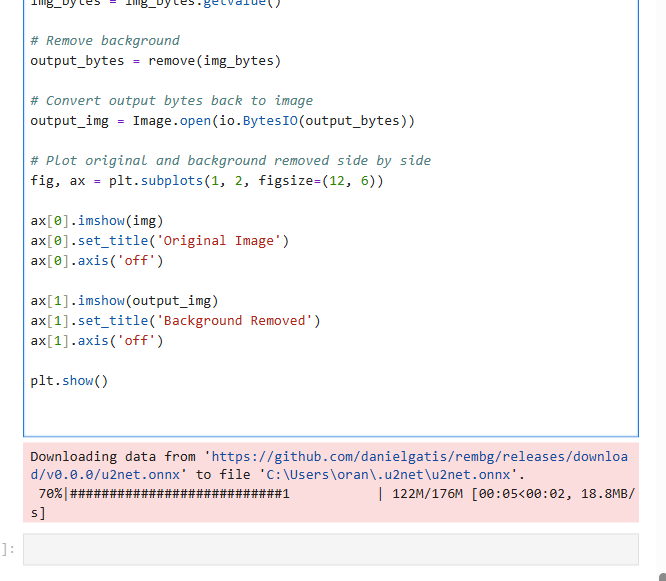 img_bytes = img_bytes.getvalue()
# Remove background
output_bytes = remove(img_bytes)
# Convert output bytes back to image
output_img = Image.open(io.BytesIO(output_bytes))
# Plot original and background removed side by side
fig, ax = plt.subplots(1, 2, figsize=(12, 6))
ax[0].imshow(img)
ax[0].set_title('Original Image')
ax[0].axis('off')
ax[1].imshow(output_img)
ax[1].set_title('Background Removed')
ax[1].axis('off')
plt.show()
Downloading data from 'https://github.com/danielgatis/rembg/releases/downloa
d/v0.0.0/u2net.onnx' to file 'C:\Users\oran\.u2net\u2net.onnx'.
70%|###########################1 | 122M/176M [00:05<00:02, 18.8MB/
s]
]: